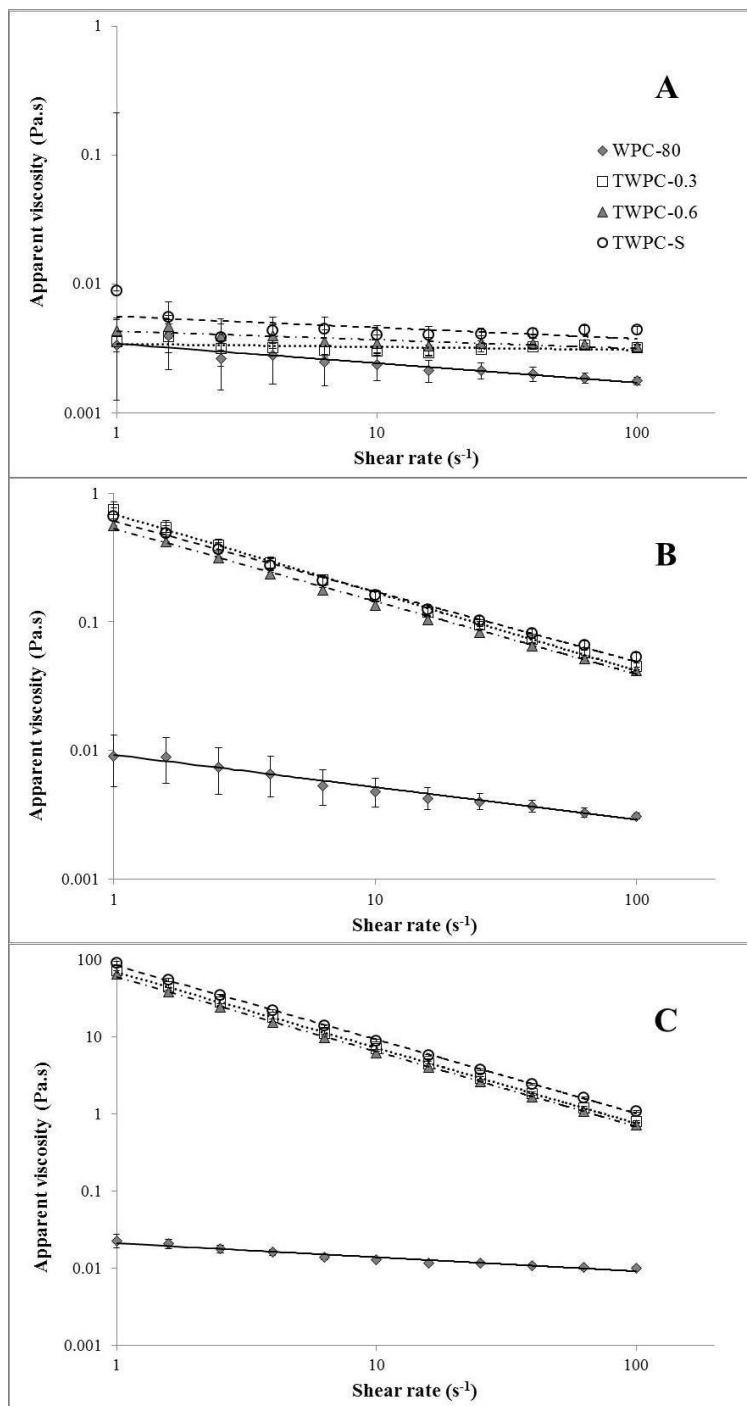 A
Apparent viscosity (Pa.s)
1
0.1
0.01
0.001
WPC-80
TWPC-0.3
TWPC-0.6
TWPC-S
1
10
100
Shear rate (s-1)
B
Apparent viscosity (Pa.s)
1
0.1
0.01
0.001
1
10
100
Shear rate (s-1)
C
Apparent viscosity (Pa.s)
100
10
1
0.1
0.01
0.001
1
10
100
Shear rate (s-1)